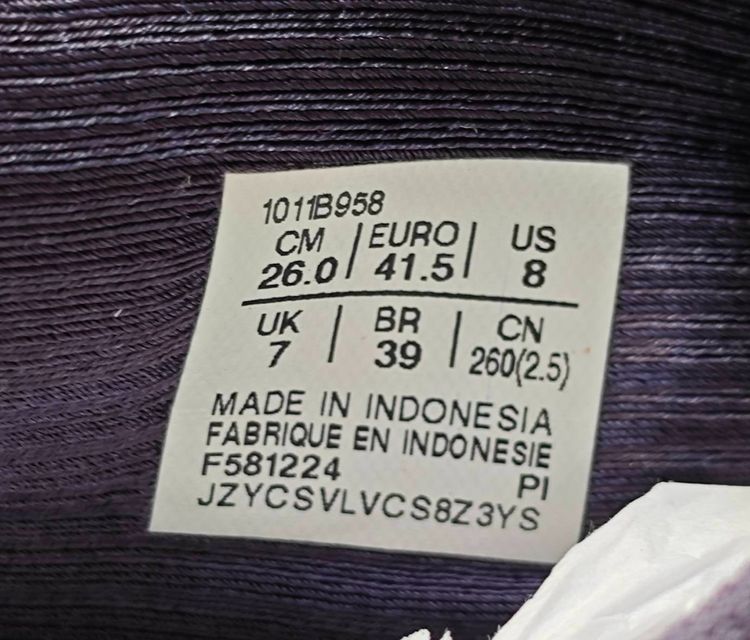 1011B958
CM | EURO | US
26.0 | 41.5 | 8
UK | BR | CN
7 | 39 | 260(2.5)
MADE IN INDONESIA
FABRIQUE EN INDONESIE
F581224 PI
JZYCSVLVCS8Z3YS